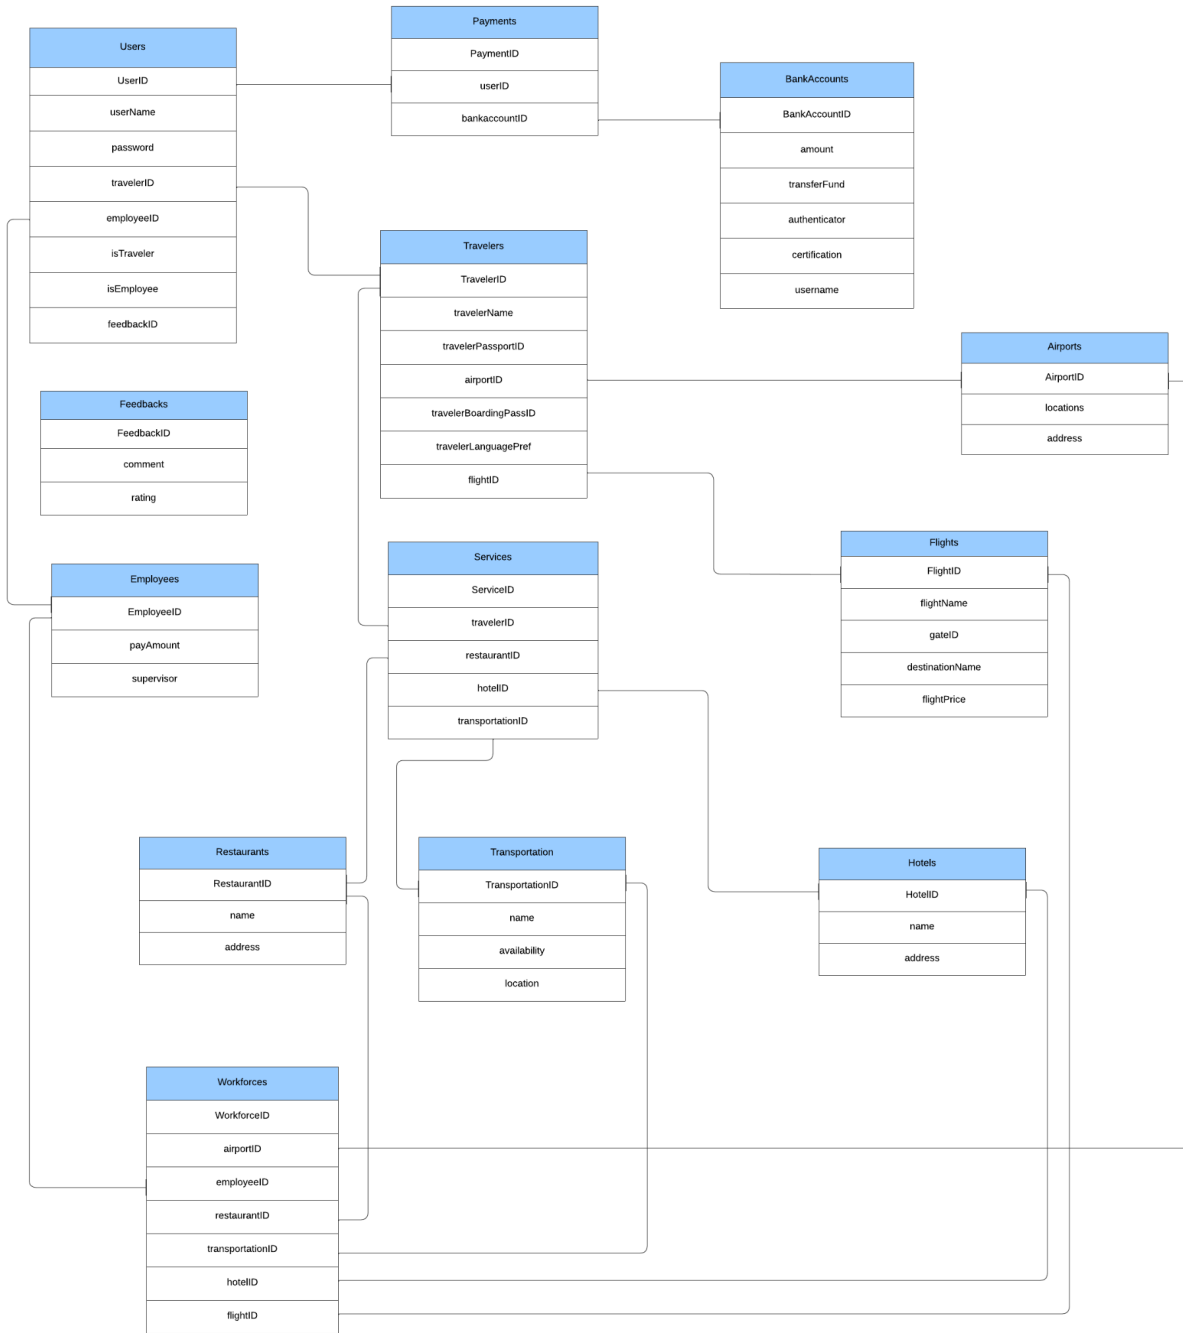 Users
UserID
userName
password
travelerID
employeeID
isTraveler
isEmployee
feedbackID
Payments
PaymentID
userID
bankaccountID
BankAccounts
BankAccountID
amount
transferFund
authenticator
certification
username
Travelers
TravelerID
travelerName
travelerPassportID
airportID
travelerBoardingPassID
travelerLanguagePref
flightID
Airports
AirportID
locations
address
Feedbacks
FeedbackID
comment
rating
Employees
EmployeeID
payAmount
supervisor
Services
ServiceID
travelerID
restaurantID
hotelID
transportationID
Flights
FlightID
flightName
gateID
destinationName
flightPrice
Restaurants
RestaurantID
name
address
Transportation
TransportationID
name
availability
location
Hotels
HotelID
name
address
Workforces
WorkforceID
airportID
employeeID
restaurantID
transportationID
hotelID
flightID